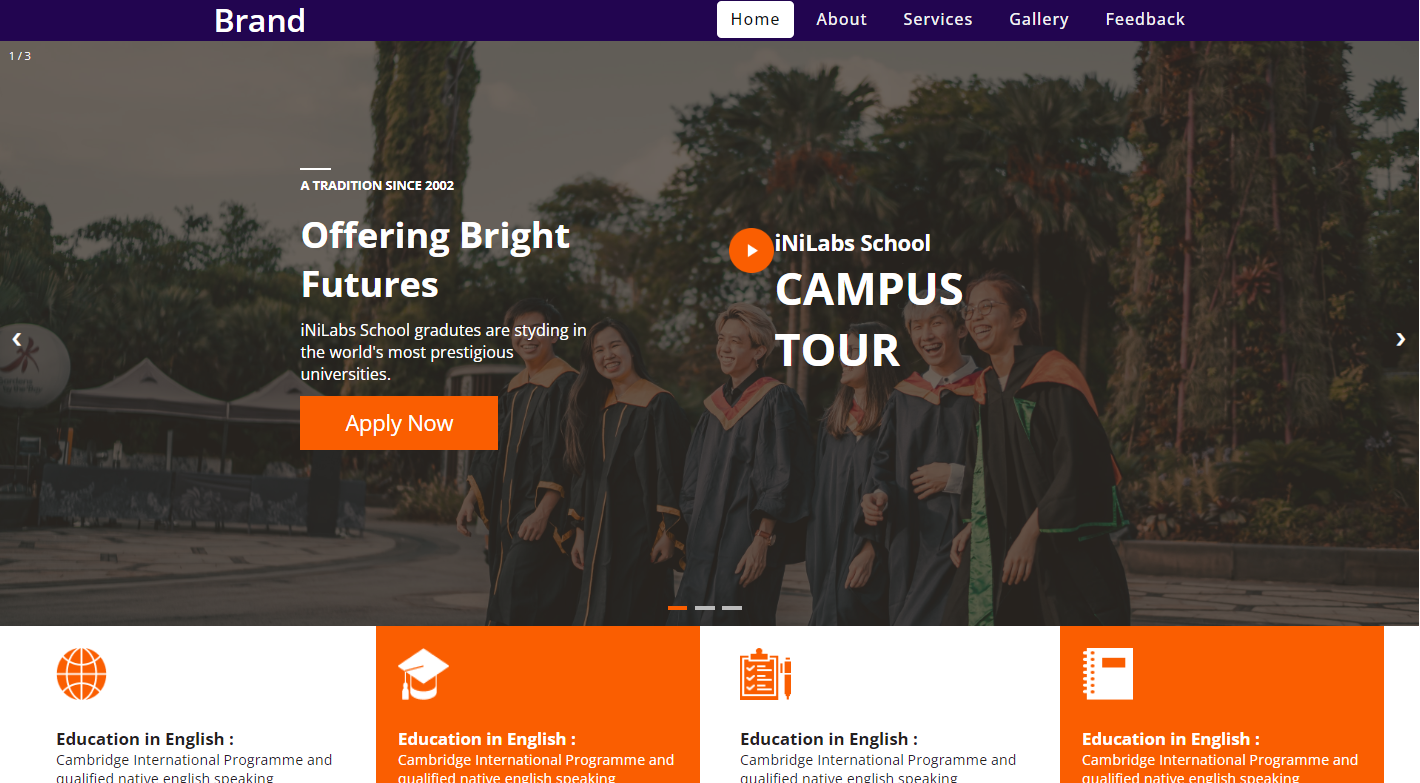 Brand
Home About Services Gallery Feedback
1 / 3
A TRADITION SINCE 2002
Offering Bright
Futures
iNiLabs School gradutes are styding in
the world's most prestigious
universities.
Apply Now
iNiLabs School
CAMPUS
TOUR
Education in English :
Cambridge International Programme and
qualified native english speaking
Education in English :
Cambridge International Programme and
qualified native english speaking
Education in English :
Cambridge International Programme and
qualified native english speaking
Education in English :
Cambridge International Programme and
qualified native english speaking